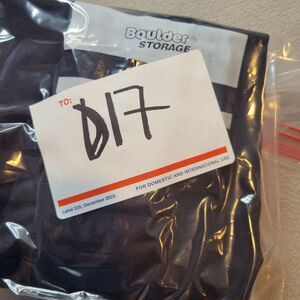 Boulder
STORAGE
TO:
D17
FOR DOMESTIC AND INTERNATIONAL USE
Label 228, December 2023